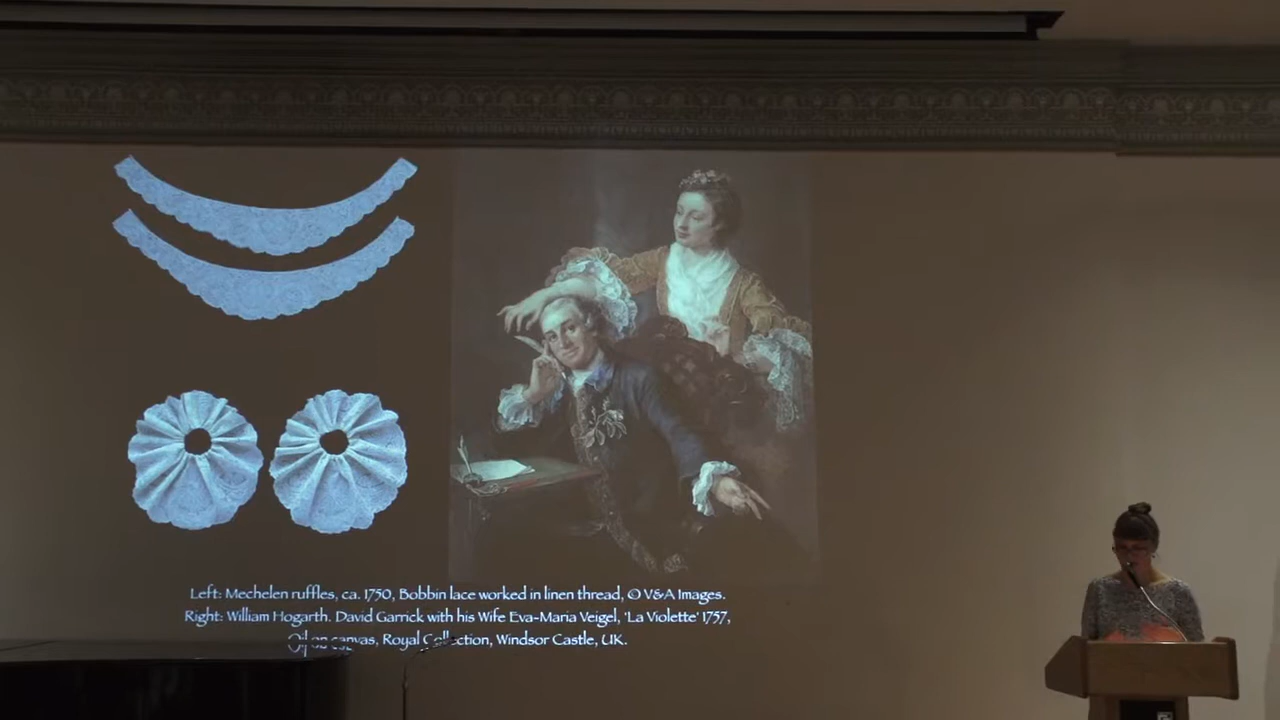 Left: Mechelen ruffles, ca. 1750, Bobbin lace worked in linen thread, © V&A Images.
Right: William Hogarth. David Garrick with his Wife Eva-Maria Veigel, 'La Violette' 1757,
Oil on canvas, Royal Collection, Windsor Castle, UK.